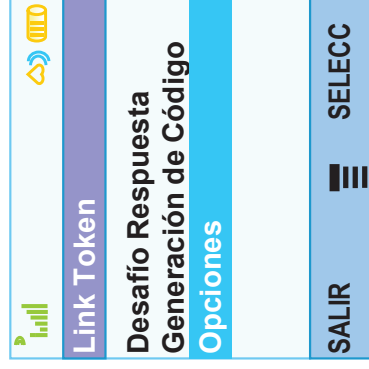 Link Token
Desafío Respuesta
Generación de Código
Opciones
SALIR SELECC